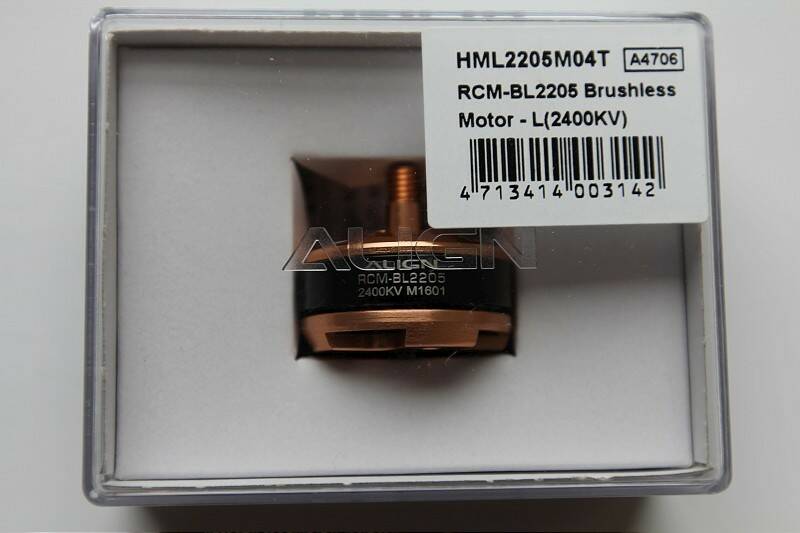 HML2205M04T A4706
RCM-BL2205 Brushless
Motor - L(2400KV)
4 713414 003142
ALIGN
ALIGN
RCM-BL2205
2400KV M1601